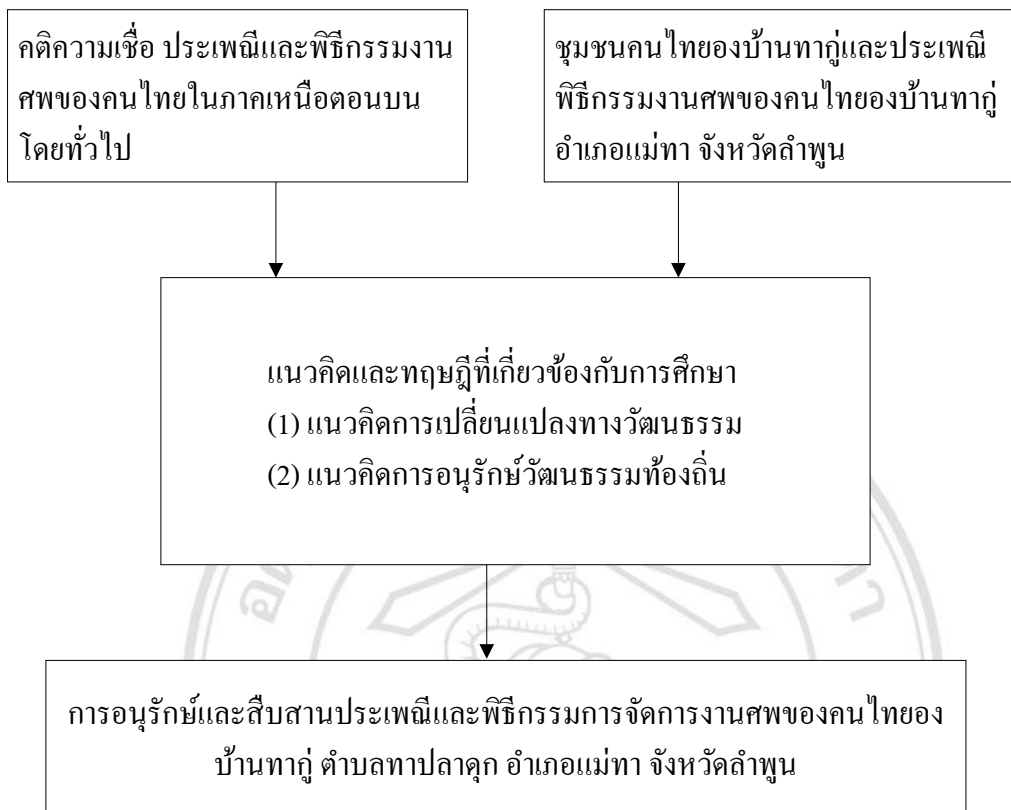 คติความเชื่อ ประเพณีและพิธีกรรมงาน
ศพของคนไทยในภาคเหนือตอนบน
โดยทั่วไป
ชุมชนคนไทยองบ้านทากู่และประเพณี
พิธีกรรมงานศพของคนไทยองบ้านทากู่
อำเภอแม่ทา จังหวัดลำพูน
แนวคิดและทฤษฎีที่เกี่ยวข้องกับการศึกษา
(1) แนวคิดการเปลี่ยนแปลงทางวัฒนธรรม
(2) แนวคิดการอนุรักษ์วัฒนธรรมท้องถิ่น
การอนุรักษ์และสืบสานประเพณีและพิธีกรรมการจัดการงานศพของคนไทยอง
บ้านทากู่ ตำบลทาปลาดุก อำเภอแม่ทา จังหวัดลำพูน